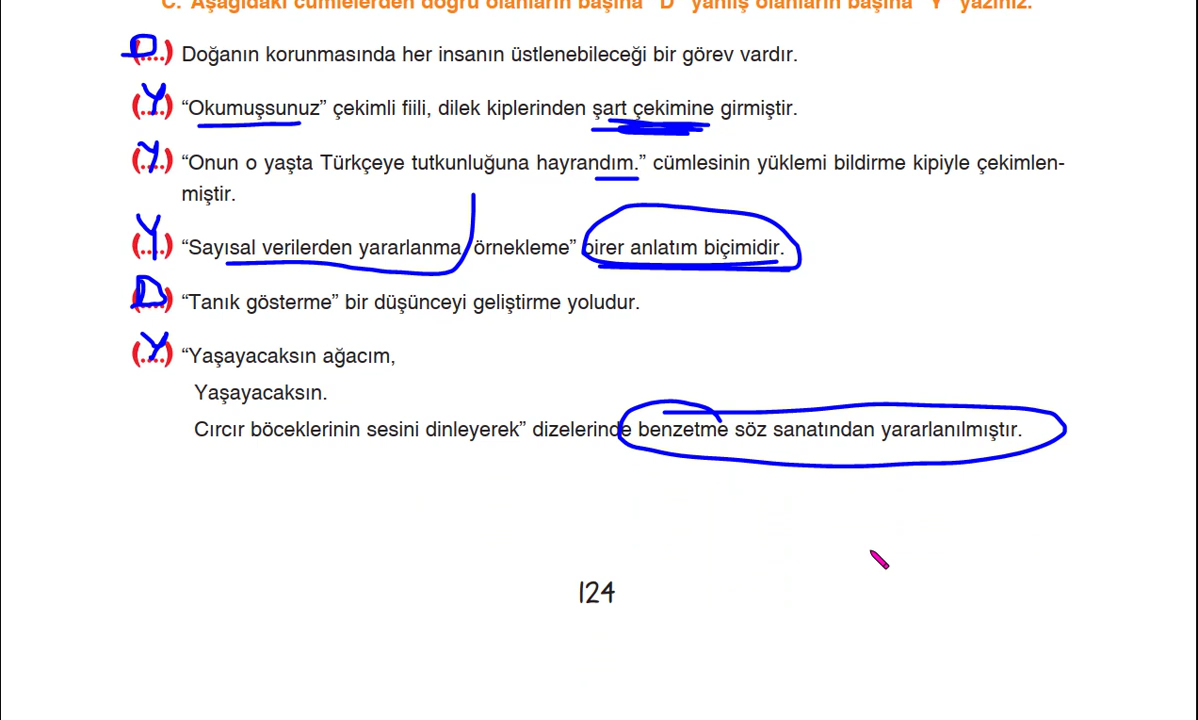 C. Aşağıdaki cümlelerden doğru olanların başına "D" yanlış olanların başına "Y" yazınız.
D (....) Doğanın korunmasında her insanın üstlenebileceği bir görev vardır.
Y (....) “Okumuşsunuz” çekimli fiili, dilek kiplerinden şart çekimine girmiştir.
Y (....) “Onun o yaşta Türkçeye tutkunluğuna hayrandım.” cümlesinin yüklemi bildirme kipiyle çekimlen-
miştir.
Y (....) “Sayısal verilerden yararlanma, örnekleme” birer anlatım biçimidir.
D (....) “Tanık gösterme” bir düşünceyi geliştirme yoludur.
Y (....) “Yaşayacaksın ağacım,
Yaşayacaksın.
Cırcır böceklerinin sesini dinleyerek” dizelerinde benzetme söz sanatından yararlanılmıştır.
124